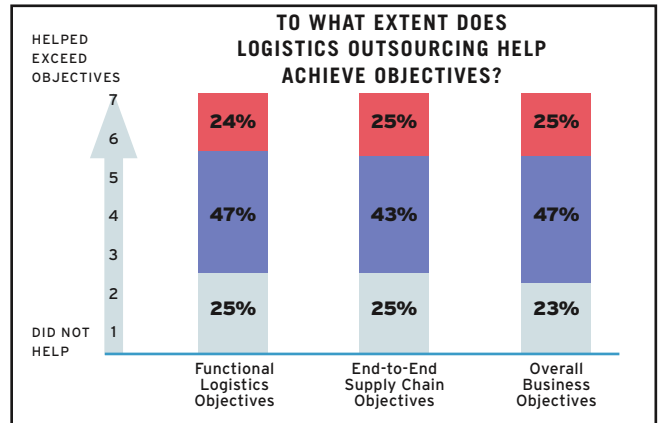 TO WHAT EXTENT DOES
LOGISTICS OUTSOURCING HELP
ACHIEVE OBJECTIVES?
HELPED
EXCEED
OBJECTIVES
7
6
5
4
3
2
1
DID NOT
HELP
24%
25%
25%
47%
43%
47%
25%
25%
23%
Functional
Logistics
Objectives
End-to-End
Supply Chain
Objectives
Overall
Business
Objectives